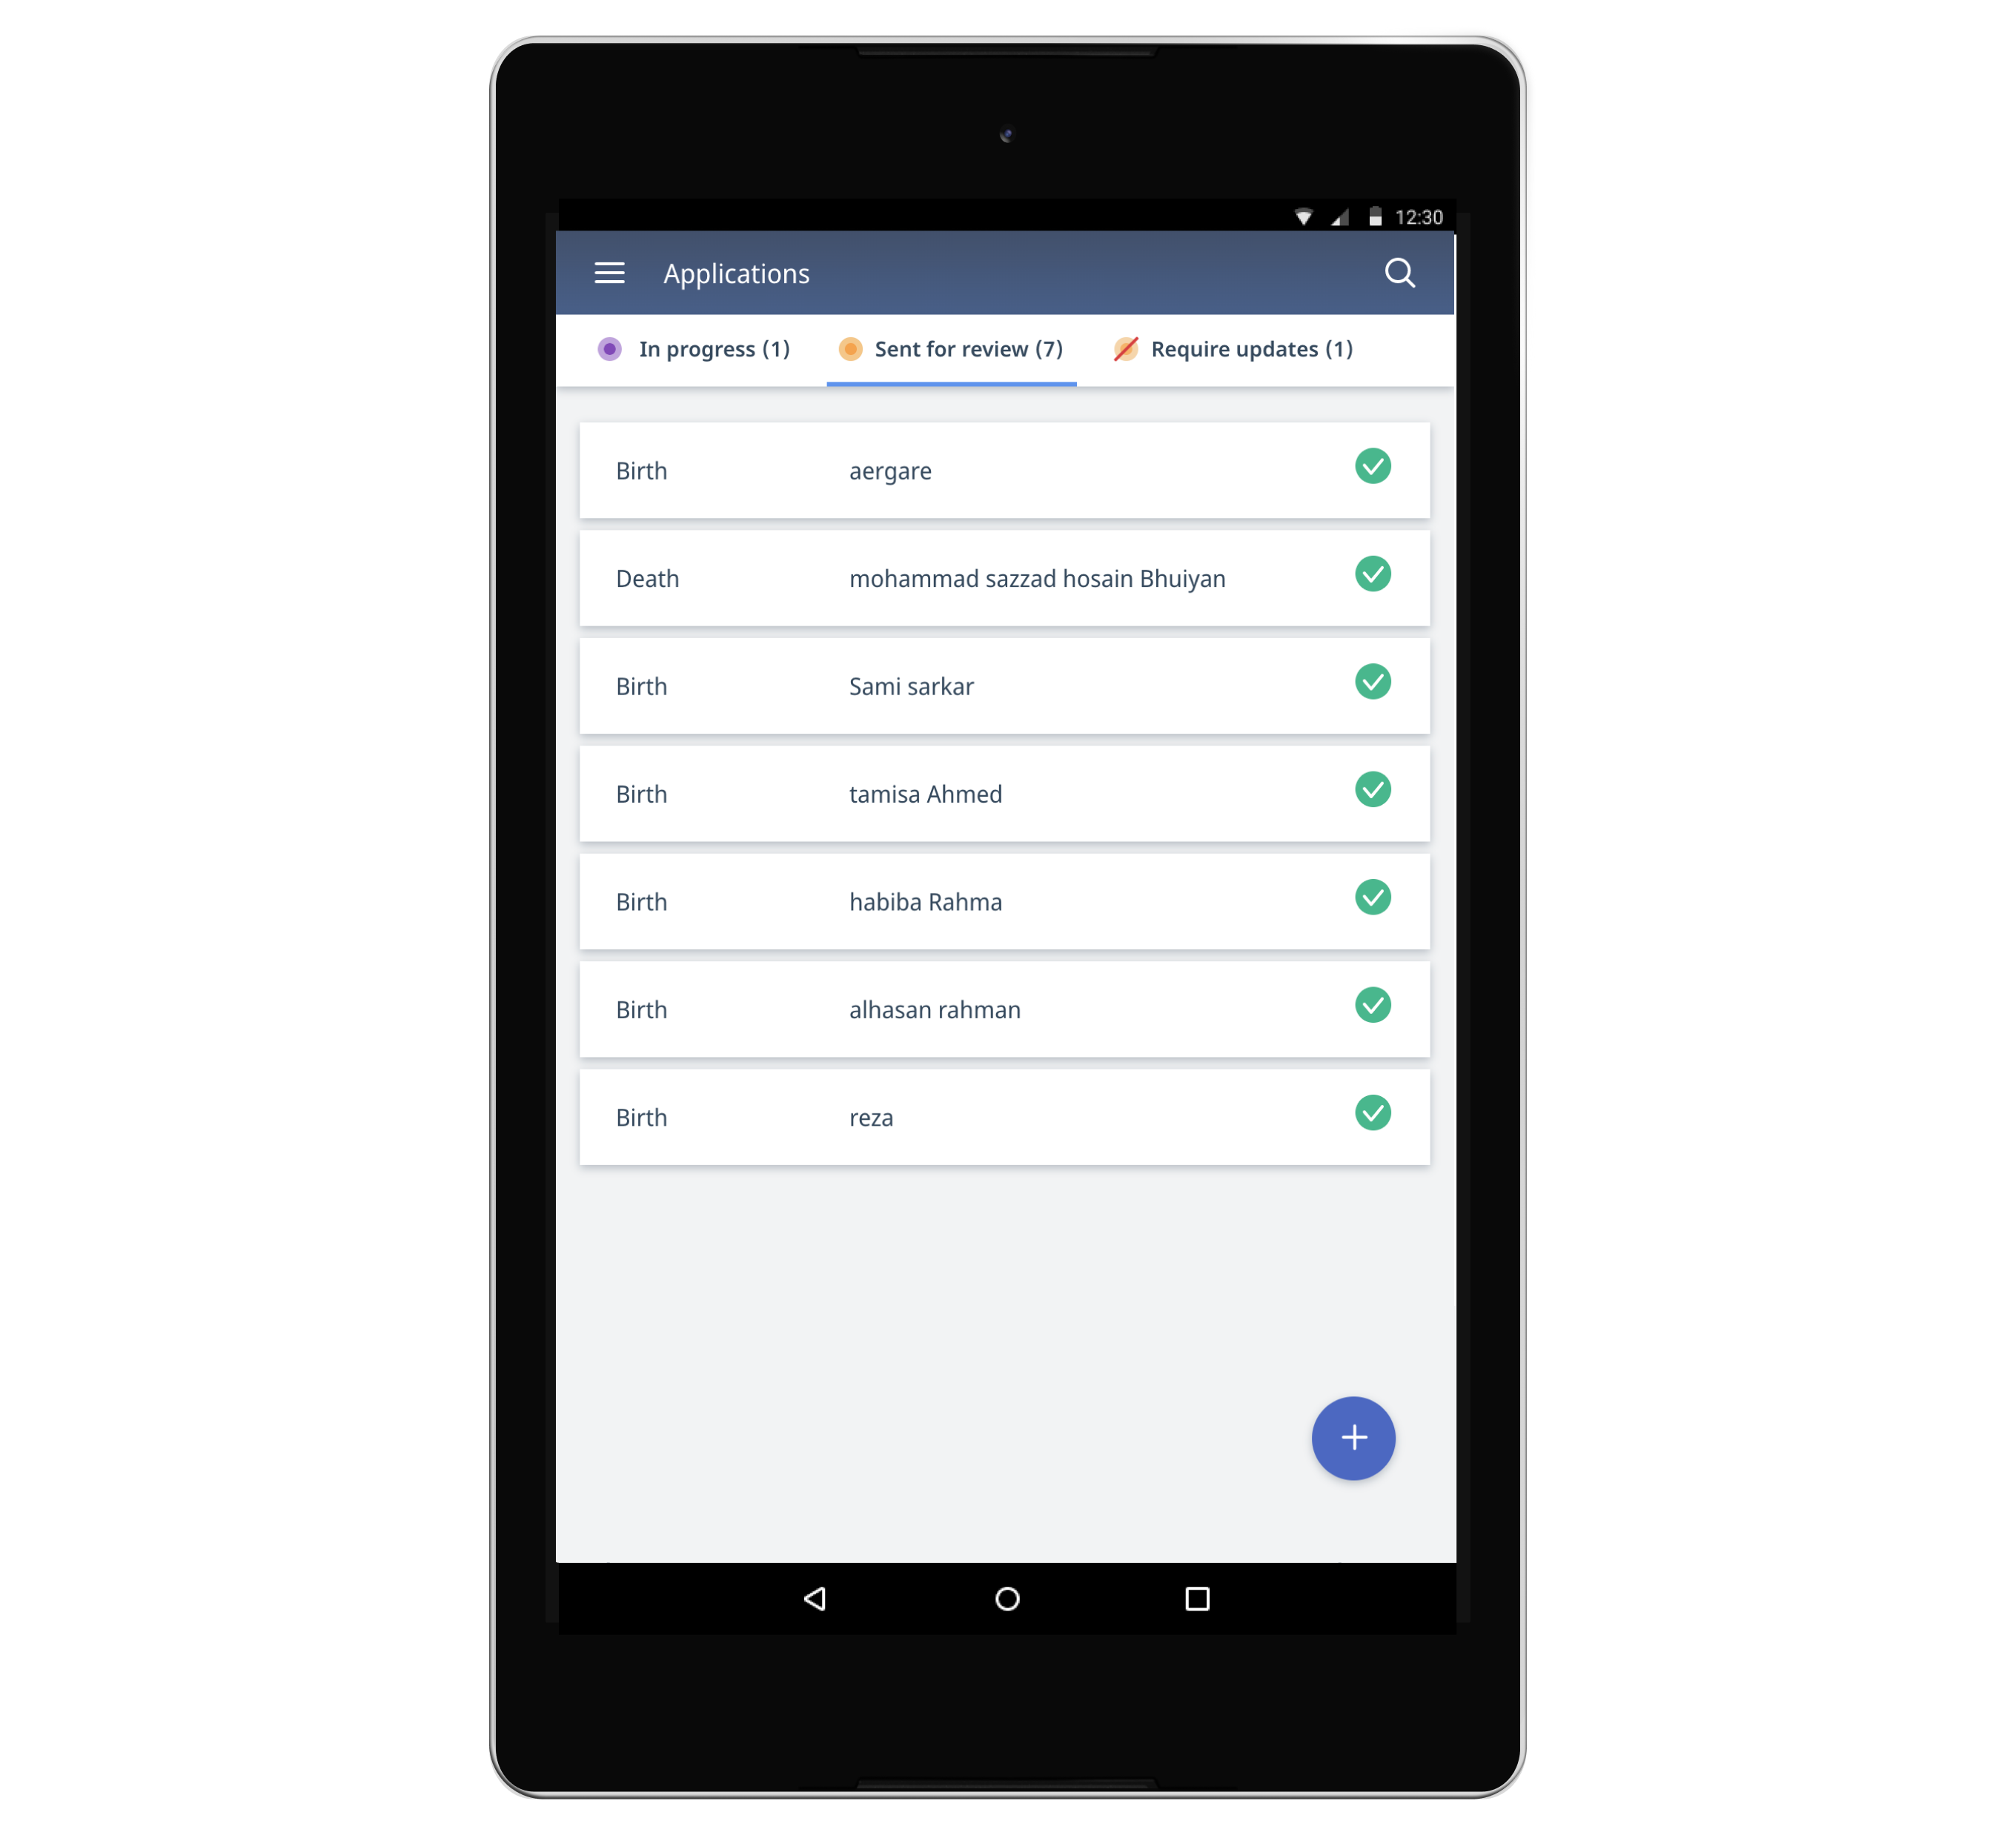 12:30
Applications
In progress (1) Sent for review (7) Require updates (1)
Birth aergare
Death mohammad sazzad hosain Bhuiyan
Birth Sami sarkar
Birth tamisa Ahmed
Birth habiba Rahma
Birth alhasan rahman
Birth reza